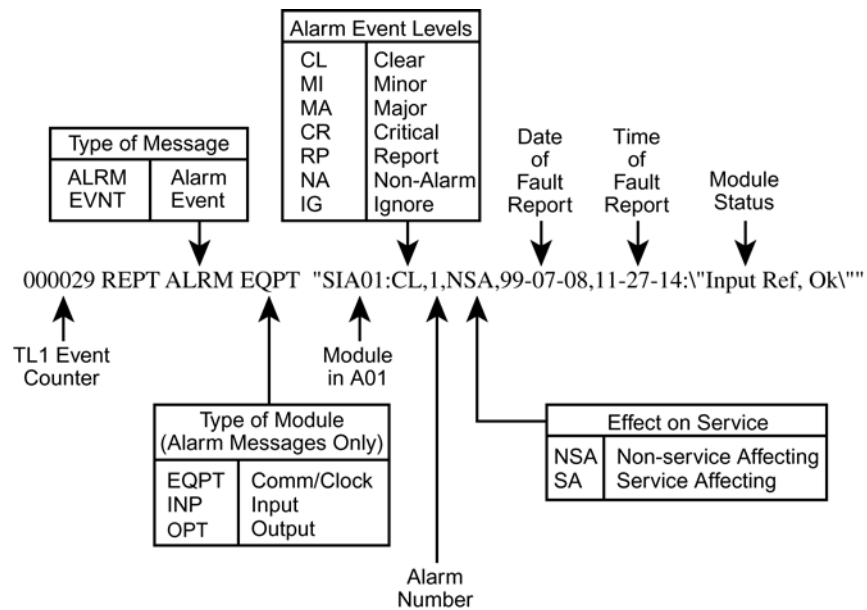 Alarm Event Levels
CL Clear
MI Minor
MA Major
CR Critical
RP Report
NA Non-Alarm
IG Ignore
Type of Message
ALRM Alarm
EVNT Event
Date
of
Fault
Report
Time
of
Fault
Report
Module
Status
000029 REPT ALRM EQPT "SIA01:CL,1,NSA,99-07-08,11-27-14:\"Input Ref, Ok\""
TL1 Event
Counter
Module
in A01
Type of Module
(Alarm Messages Only)
EQPT Comm/Clock
INP Input
OPT Output
Effect on Service
NSA Non-service Affecting
SA Service Affecting
Alarm
Number